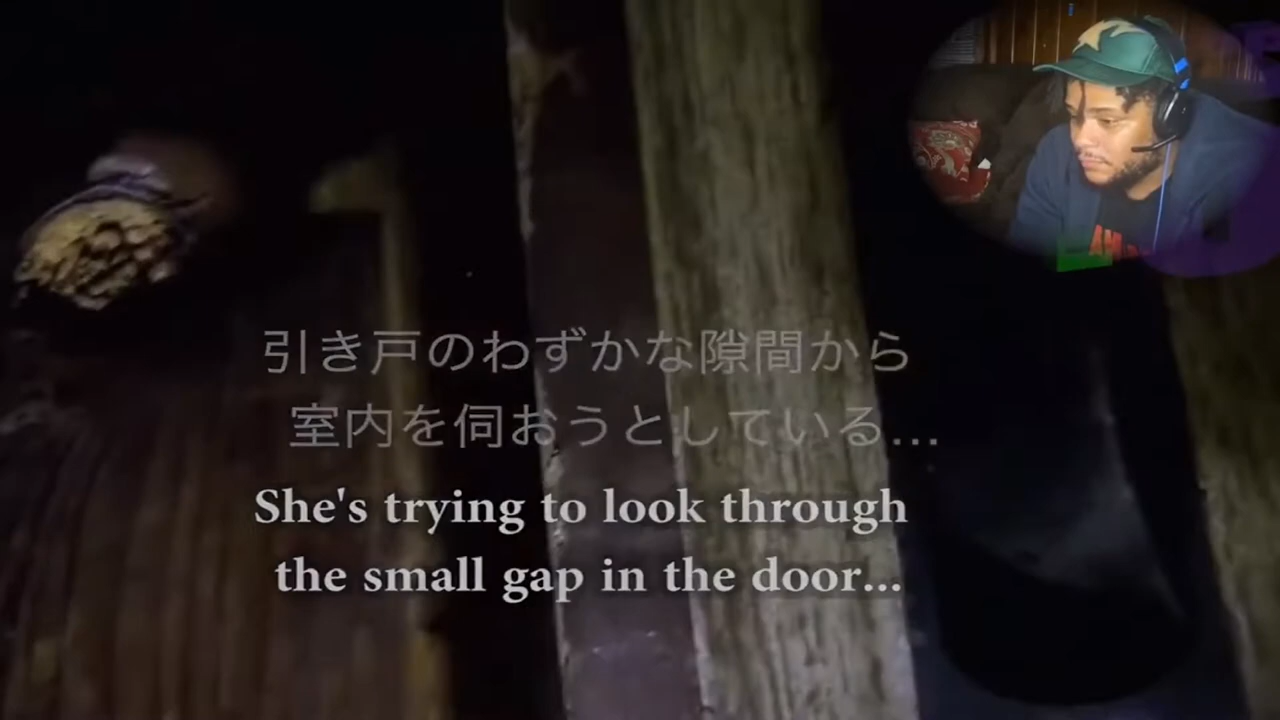 引き戸のわずかな隙間から
室内を伺おうとしている...
She's trying to look through
the small gap in the door...